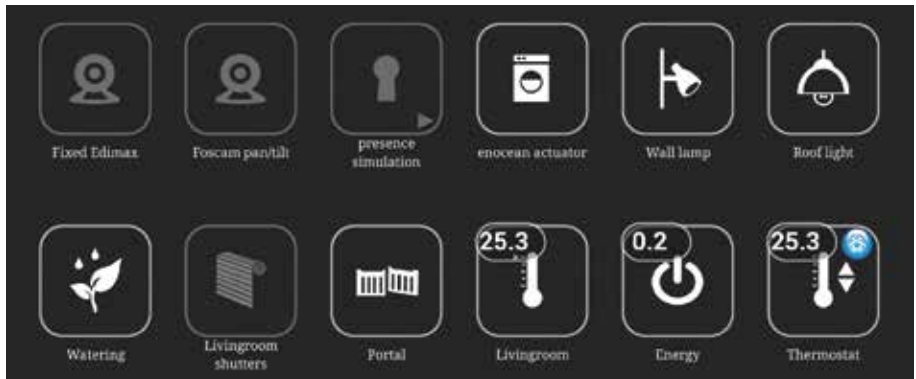 Fixed Edimax
Foscam pan/tilt
presence
simulation
enocean actuator
Wall lamp
Roof light
25.3
0.2
25.3
Watering
Livingroom
shutters
Portal
Livingroom
Energy
Thermostat